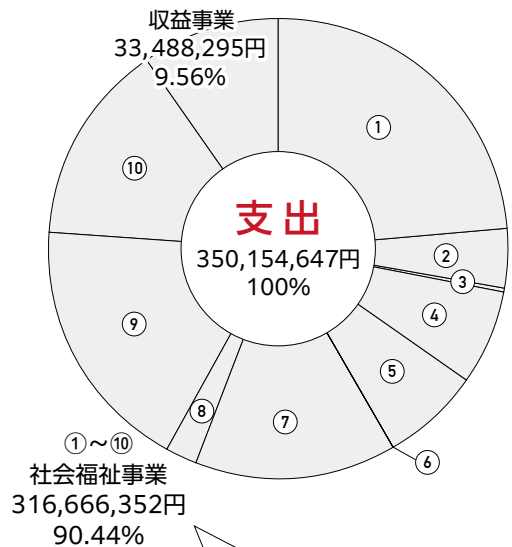 収益事業
33,488,295円
9.56%
①
②
③
④
⑤
⑥
⑦
⑧
⑨
⑩
支出
350,154,647円
100%
①～⑩
社会福祉事業
316,666,352円
90.44%